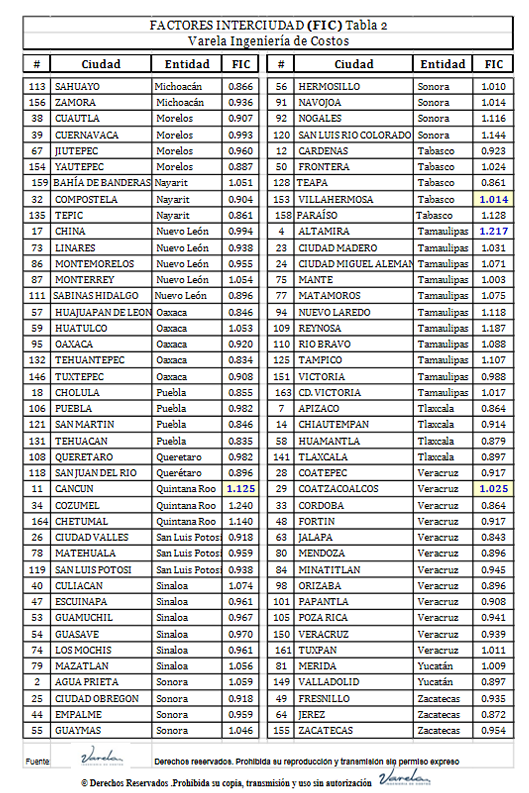 FACTORES INTERCIUDAD (FIC) Tabla 2
Varela Ingeniería de Costos
# Ciudad Entidad FIC
113 SAHUAYO Michoacán 0.866
156 ZAMORA Michoacán 0.936
38 CUAUTLA Morelos 0.907
39 CUERNAVACA Morelos 0.993
67 JIUTEPEC Morelos 0.960
154 YAUTEPEC Morelos 0.887
159 BAHÍA DE BANDERAS Nayarit 1.051
32 COMPOSTELA Nayarit 0.904
135 TEPIC Nayarit 0.861
17 CHINA Nuevo León 0.994
73 LINARES Nuevo León 0.938
86 MONTEMORELOS Nuevo León 0.955
87 MONTERREY Nuevo León 1.054
111 SABINAS HIDALGO Nuevo León 0.896
57 HUAJUAPAN DE LEON Oaxaca 0.846
59 HUATULCO Oaxaca 1.053
95 OAXACA Oaxaca 0.920
132 TEHUANTEPEC Oaxaca 0.834
146 TUXTEPEC Oaxaca 0.908
18 CHOLULA Puebla 0.855
106 PUEBLA Puebla 0.982
121 SAN MARTIN Puebla 0.846
131 TEHUACAN Puebla 0.835
108 QUERETARO Queretaro 0.982
118 SAN JUAN DEL RIO Querétaro 0.896
11 CANCUN Quintana Roo 1.125
34 COZUMEL Quintana Roo 1.240
164 CHETUMAL Quintana Roo 1.140
26 CIUDAD VALLES San Luis Potosi 0.918
78 MATEHUALA San Luis Potosi 0.959
119 SAN LUIS POTOSI San Luis Potosi 0.938
40 CULIACAN Sinaloa 1.074
47 ESCUINAPA Sinaloa 0.961
53 GUAMUCHIL Sinaloa 0.967
54 GUASAVE Sinaloa 0.970
74 LOS MOCHIS Sinaloa 0.961
79 MAZATLAN Sinaloa 1.056
2 AGUA PRIETA Sonora 1.059
25 CIUDAD OBREGON Sonora 0.918
44 EMPALME Sonora 0.959
55 GUAYMAS Sonora 1.046
# Ciudad Entidad FIC
56 HERMOSILLO Sonora 1.010
91 NAVOJOA Sonora 1.014
92 NOGALES Sonora 1.116
120 SAN LUIS RIO COLORADO Sonora 1.144
12 CARDENAS Tabasco 0.923
50 FRONTERA Tabasco 1.024
128 TEAPA Tabasco 0.861
153 VILLAHERMOSA Tabasco 1.014
158 PARAÍSO Tabasco 1.128
4 ALTAMIRA Tamaulipas 1.217
23 CIUDAD MADERO Tamaulipas 1.031
24 CIUDAD MIGUEL ALEMAN Tamaulipas 1.071
75 MANTE Tamaulipas 1.003
77 MATAMOROS Tamaulipas 1.075
94 NUEVO LAREDO Tamaulipas 1.118
109 REYNOSA Tamaulipas 1.187
110 RIO BRAVO Tamaulipas 1.088
125 TAMPICO Tamaulipas 1.107
151 VICTORIA Tamaulipas 0.988
163 CD. VICTORIA Tamaulipas 1.017
7 APIZACO Tlaxcala 0.864
14 CHIAUTEMPAN Tlaxcala 0.914
58 HUAMANTLA Tlaxcala 0.879
141 TLAXCALA Tlaxcala 0.897
28 COATEPEC Veracruz 0.917
29 COATZACOALCOS Veracruz 1.025
33 CORDOBA Veracruz 0.864
48 FORTIN Veracruz 0.917
63 JALAPA Veracruz 0.843
80 MENDOZA Veracruz 0.896
84 MINATITLAN Veracruz 0.945
98 ORIZABA Veracruz 0.896
101 PAPANTLA Veracruz 0.908
105 POZA RICA Veracruz 0.941
150 VERACRUZ Veracruz 0.939
161 TUXPAN Veracruz 1.011
81 MERIDA Yucatán 1.009
149 VALLADOLID Yucatán 0.897
49 FRESNILLO Zacatecas 0.935
64 JEREZ Zacatecas 0.872
155 ZACATECAS Zacatecas 0.954
Fuente Varela Derechos reservados. Prohibida su reproducción y transmisión sin permiso expreso
© Derechos Reservados .Prohibida su copia, transmisión y uso sin autorización Varela